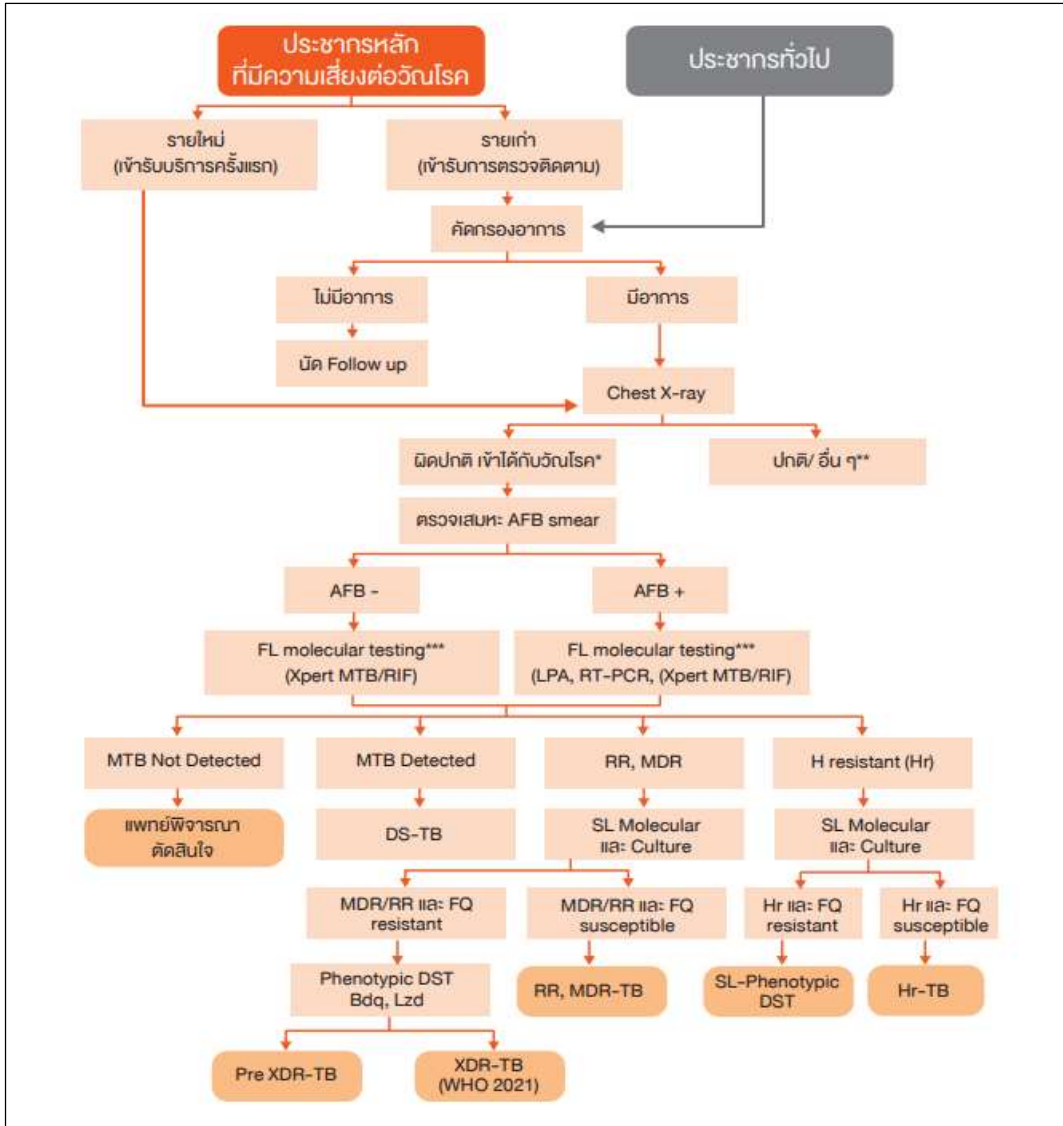 ประชากรหลัก
ที่มีความเสี่ยงต่อวัณโรค
ประชากรทั่วไป
รายใหม่
(เข้ารับบริการครั้งแรก)
รายเก่า
(เข้ารับการตรวจติดตาม)
คัดกรองอาการ
ไม่มีอาการ
มีอาการ
นัด Follow up
Chest X-ray
ผิดปกติ เข้าได้กับวัณโรค*
ปกติ/ อื่น ๆ**
ตรวจเสมหะ AFB smear
AFB -
AFB +
FL molecular testing***
(Xpert MTB/RIF)
FL molecular testing***
(LPA, RT-PCR, (Xpert MTB/RIF)
MTB Not Detected
MTB Detected
RR, MDR
H resistant (Hr)
แพทย์พิจารณา
ตัดสินใจ
DS-TB
SL Molecular
และ Culture
SL Molecular
และ Culture
MDR/RR และ FQ
resistant
MDR/RR และ FQ
susceptible
Hr และ FQ
resistant
Hr และ FQ
susceptible
Phenotypic DST
Bdq, Lzd
RR, MDR-TB
SL-Phenotypic
DST
Hr-TB
Pre XDR-TB
XDR-TB
(WHO 2021)